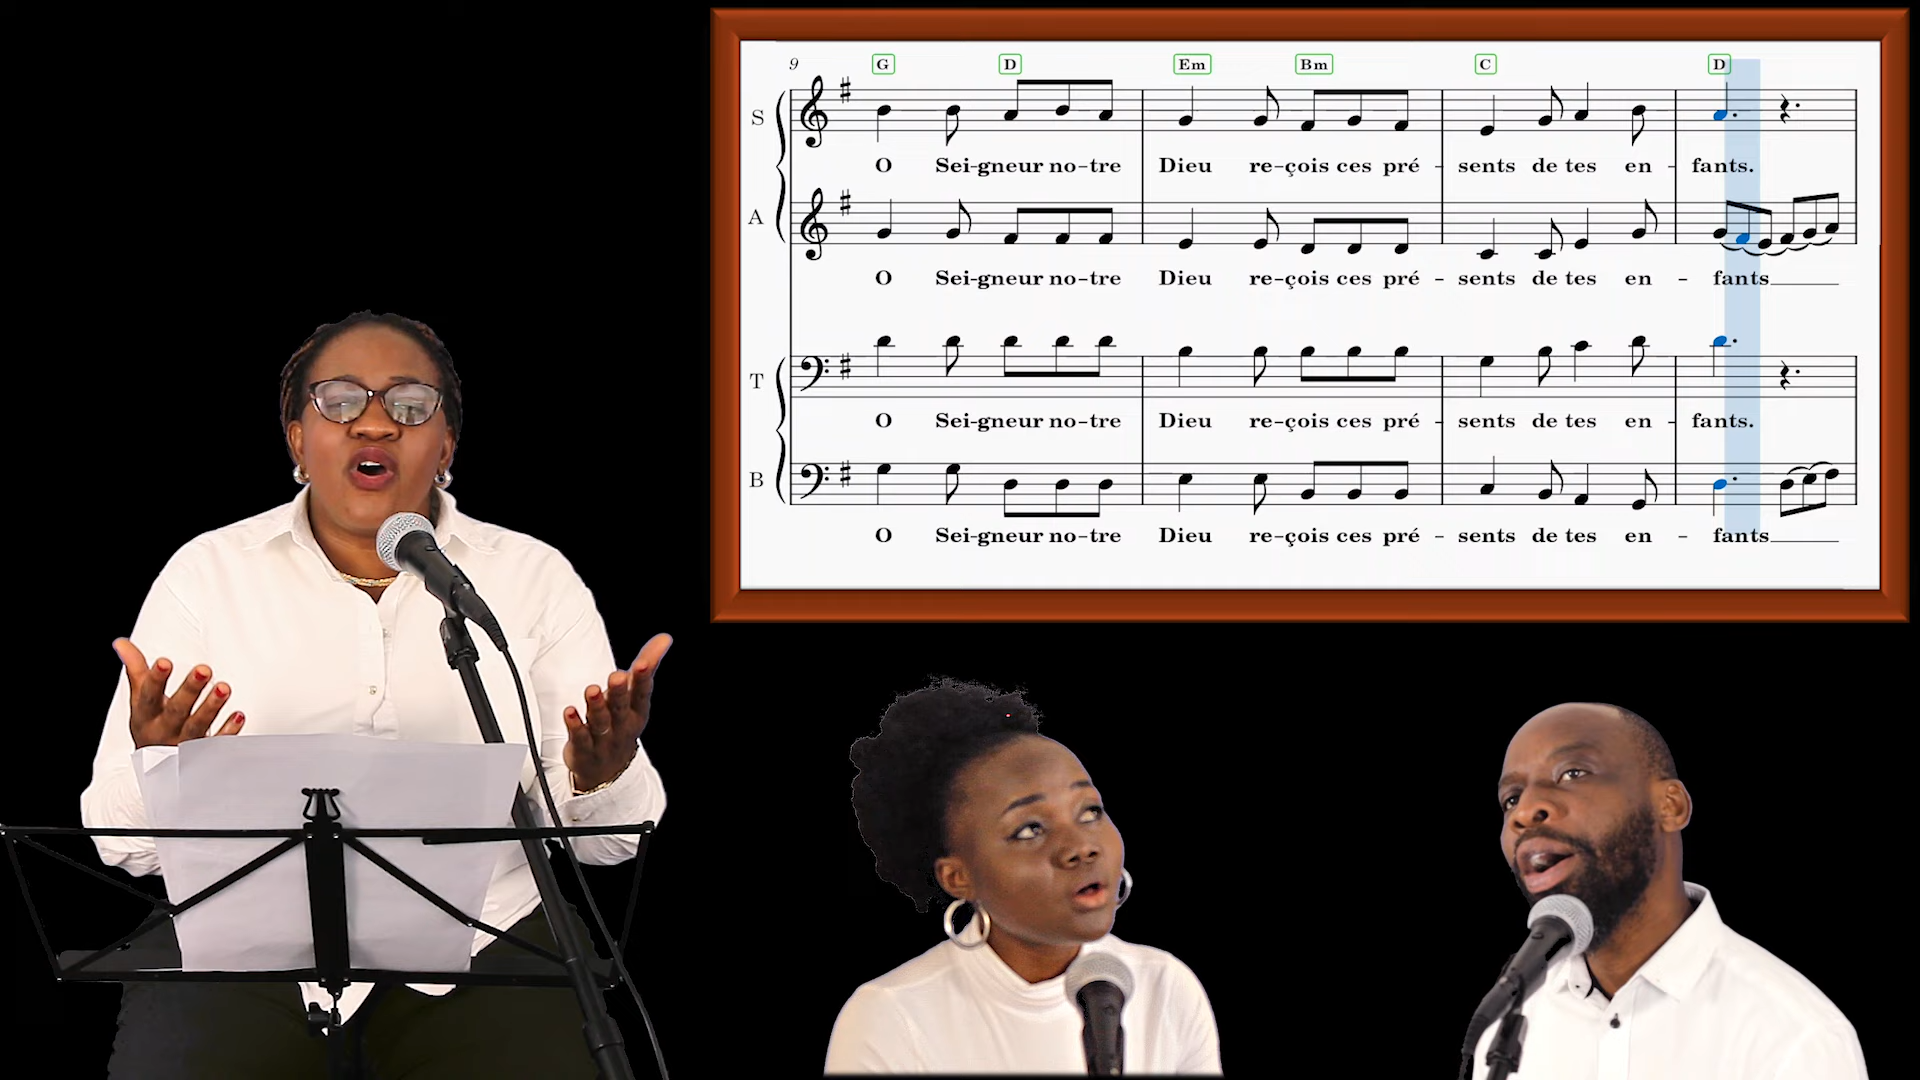 9 G D Em Bm C D
S
O Sei-gneur no-tre Dieu re-çois ces pré - sents de tes en - fants.
A
O Sei-gneur no-tre Dieu re-çois ces pré - sents de tes en - fants
T
O Sei-gneur no-tre Dieu re-çois ces pré - sents de tes en - fants.
B
O Sei-gneur no-tre Dieu re-çois ces pré - sents de tes en - fants